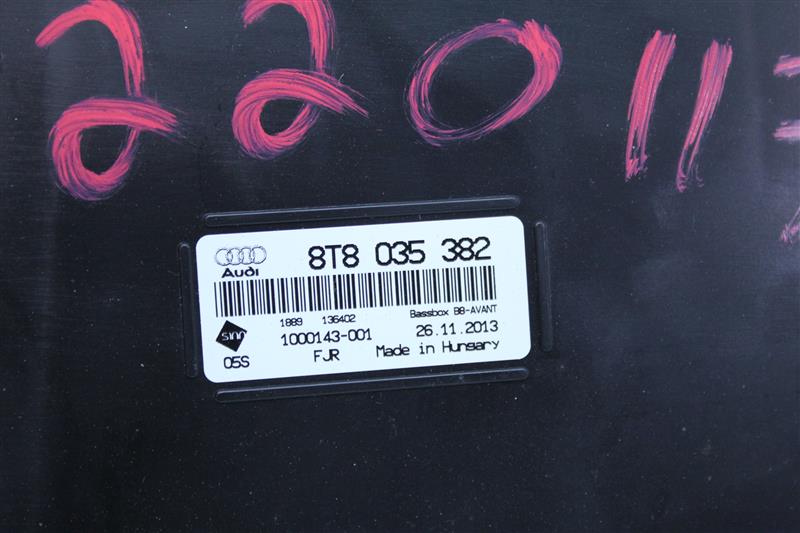 22011
Audi
8T8 035 382
1889 136402 Bassbox B8-AVANT
sinn 1000143-001 26.11.2013
05S FJR Made in Hungary